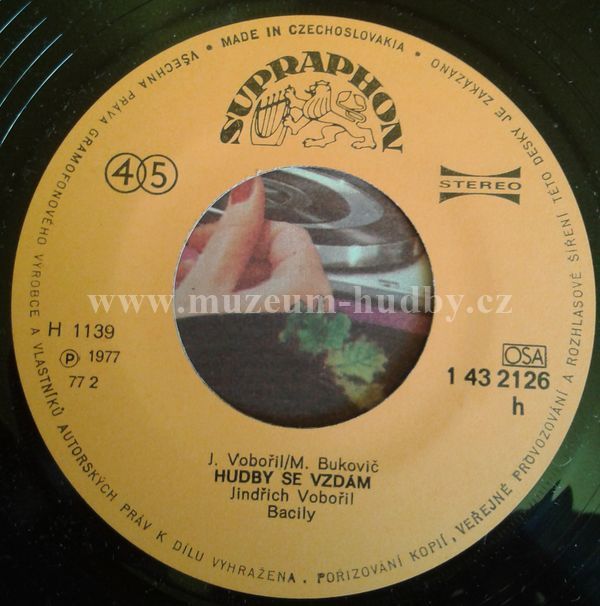 VŠECHNA PRÁVA GRAMOFONOVÉHO VÝROBCE A VLASTNÍKŮ AUTORSKÝCH PRÁV K DÍLU VYHRAŽENA. POŘIZOVÁNÍ KOPIÍ, VEŘEJNÉ PROVOZOVÁNÍ A ROZHLASOVÉ ŠÍŘENÍ TÉTO DESKY JE ZAKÁZÁNO • MADE IN CZECHOSLOVAKIA •
SUPRAPHON
45
STEREO
www.muzeum-hudby.cz
H 1139
℗ 1977
77 2
OSA
1 43 2126
h
J. Vobořil/M. Bukovič
HUDBY SE VZDÁM
Jindřich Vobořil
Bacily